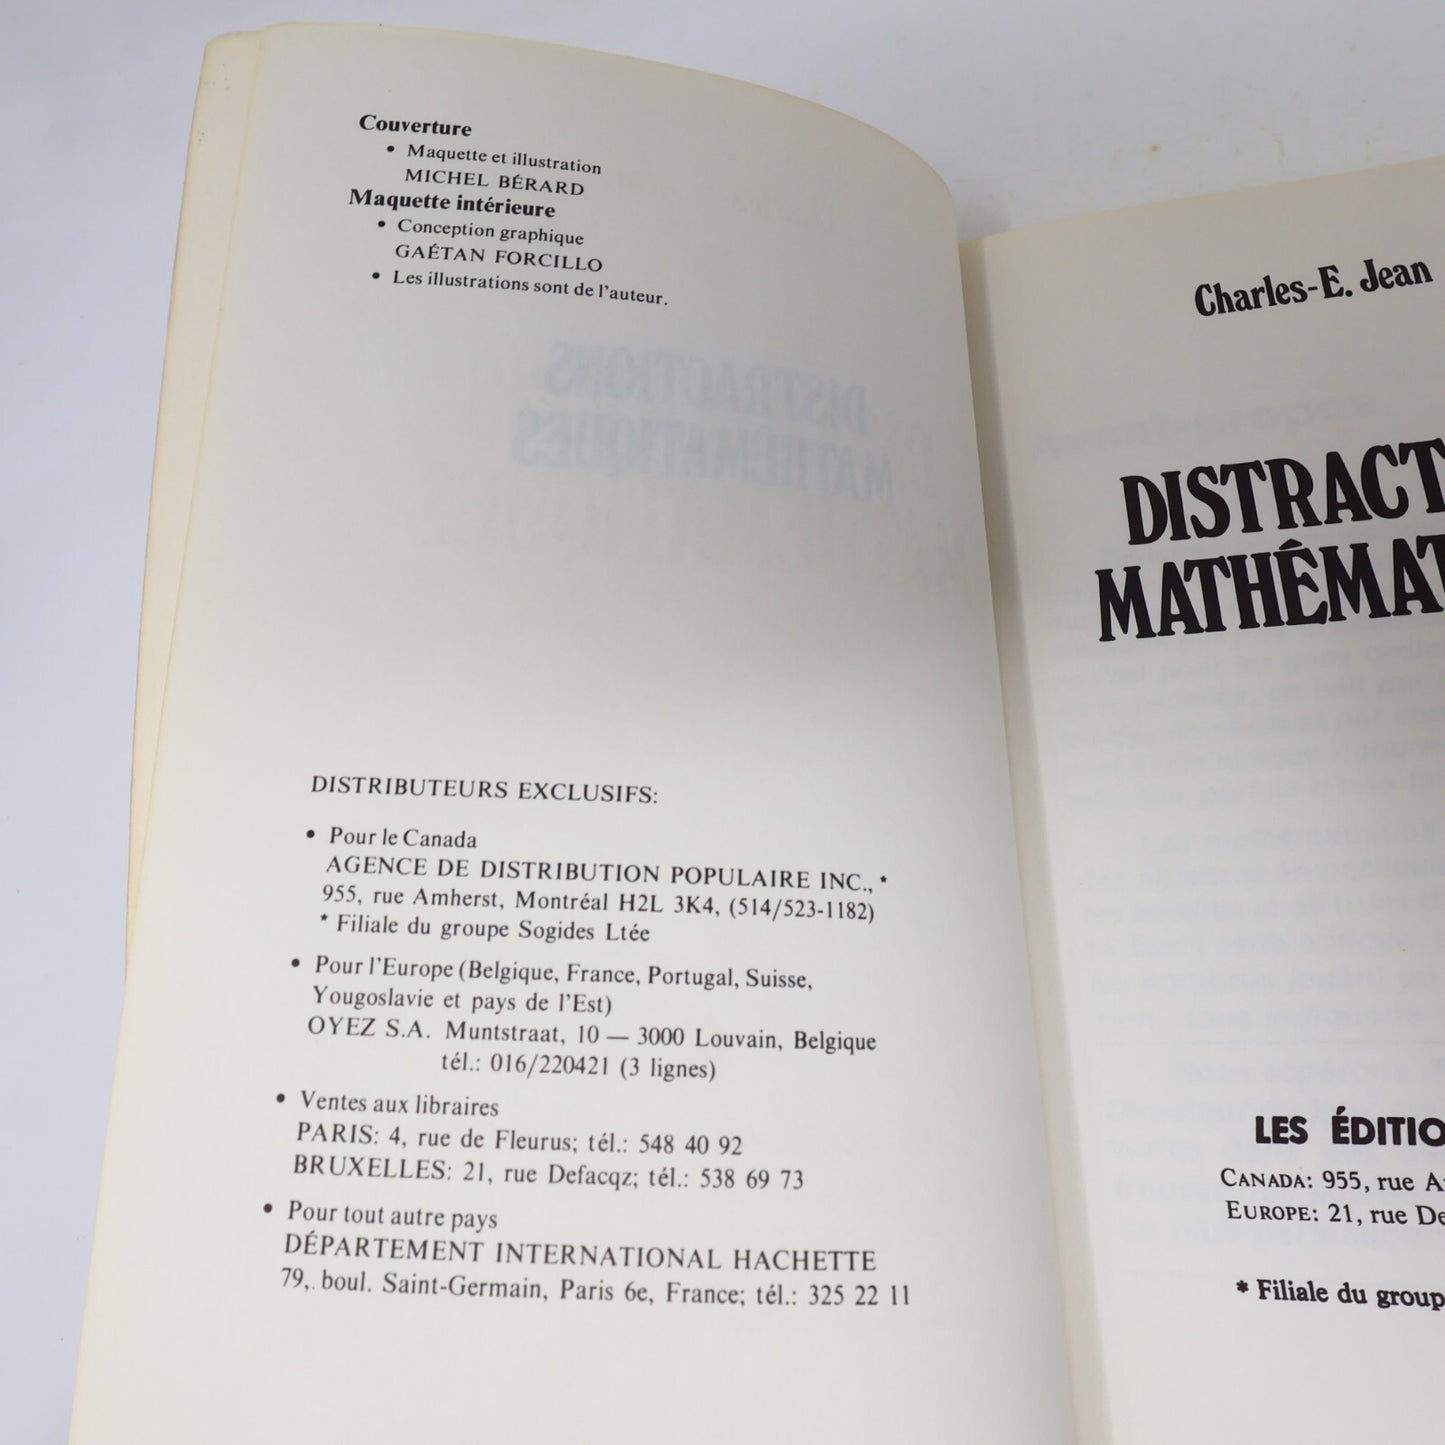 Couverture
• Maquette et illustration
MICHEL BÉRARD
Maquette intérieure
• Conception graphique
GAÉTAN FORCILLO
• Les illustrations sont de l'auteur.
DISTRACTIONS
MATHÉMATIQUES
DISTRIBUTEURS EXCLUSIFS:
• Pour le Canada
AGENCE DE DISTRIBUTION POPULAIRE INC., *
955, rue Amherst, Montréal H2L 3K4, (514/523-1182)
* Filiale du groupe Sogides Ltée
• Pour l'Europe (Belgique, France, Portugal, Suisse,
Yougoslavie et pays de l'Est)
OYEZ S.A. Muntstraat, 10 — 3000 Louvain, Belgique
tél.: 016/220421 (3 lignes)
• Ventes aux libraires
PARIS: 4, rue de Fleurus; tél.: 548 40 92
BRUXELLES: 21, rue Defacqz; tél.: 538 69 73
• Pour tout autre pays
DÉPARTEMENT INTERNATIONAL HACHETTE
79,. boul. Saint-Germain, Paris 6e, France; tél.: 325 22 11
Charles-E. Jean
Avant-propos
DISTRACT
MATHÉMAT
LES ÉDITIO
CANADA: 955, rue A
EUROPE: 21, rue De
* Filiale du group